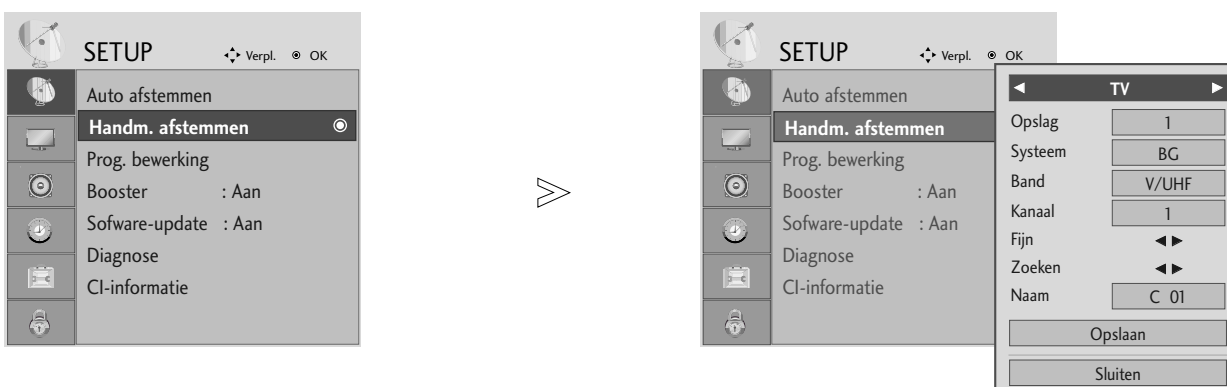 SETUP Verpl. OK
Auto afstemmen
Handm. afstemmen
Prog. bewerking
Booster : Aan
Sofware-update : Aan
Diagnose
CI-informatie
SETUP Verpl. OK
Auto afstemmen
Handm. afstemmen
Prog. bewerking
Booster : Aan
Sofware-update : Aan
Diagnose
CI-informatie
◄ TV ►
Opslag 1
Systeem BG
Band V/UHF
Kanaal 1
Fijn ◄ ►
Zoeken ◄ ►
Naam C 01
Opslaan
Sluiten